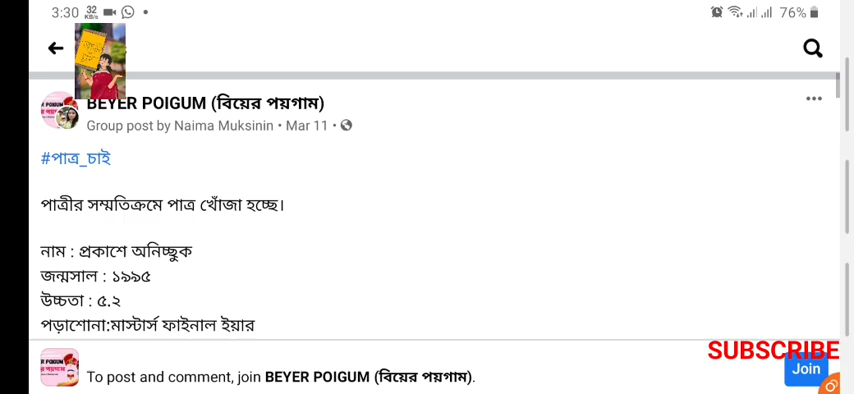 3:30 32 KB/s 76%
BEYER POIGUM (বিয়ের পয়গাম)
Group post by Naima Muksinin • Mar 11 •
#পাত্র_চাই
পাত্রীর সম্মতিক্রমে পাত্র খোঁজা হচ্ছে।
নাম : প্রকাশে অনিচ্ছুক
জন্মসাল : ১৯৯৫
উচ্চতা : ৫.২
পড়াশোনা:মাস্টার্স ফাইনাল ইয়ার
SUBSCRIBE
To post and comment, join BEYER POIGUM (বিয়ের পয়গাম).
Join